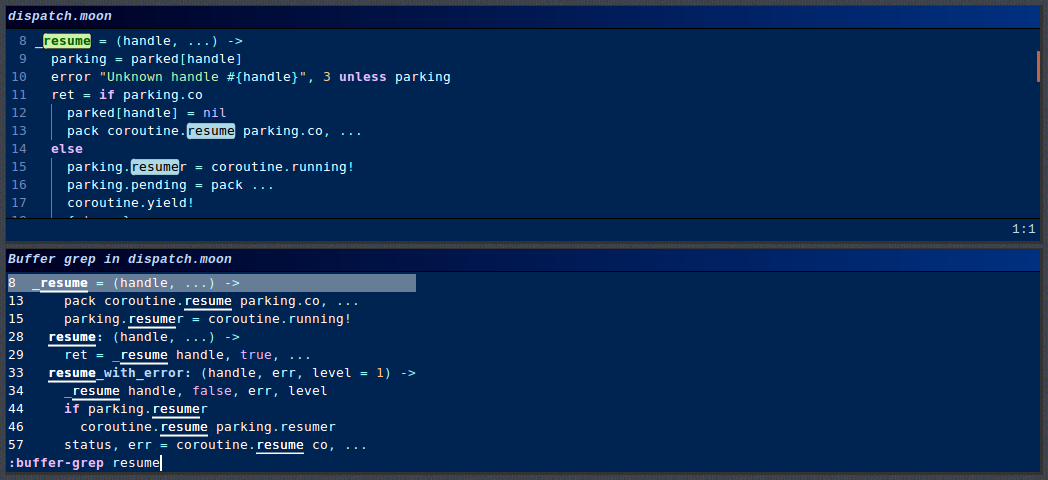 dispatch.moon
8 _resume = (handle, ...) ->
9 parking = parked[handle]
10 error "Unknown handle #{handle}", 3 unless parking
11 ret = if parking.co
12 parked[handle] = nil
13 pack coroutine.resume parking.co, ...
14 else
15 parking.resumer = coroutine.running!
16 parking.pending = pack ...
17 coroutine.yield!
1:1
Buffer grep in dispatch.moon
8 _resume = (handle, ...) ->
13 pack coroutine.resume parking.co, ...
15 parking.resumer = coroutine.running!
28 resume: (handle, ...) ->
29 ret = _resume handle, true, ...
33 resume_with_error: (handle, err, level = 1) ->
34 _resume handle, false, err, level
44 if parking.resumer
46 coroutine.resume parking.resumer
57 status, err = coroutine.resume co, ...
:buffer-grep resume